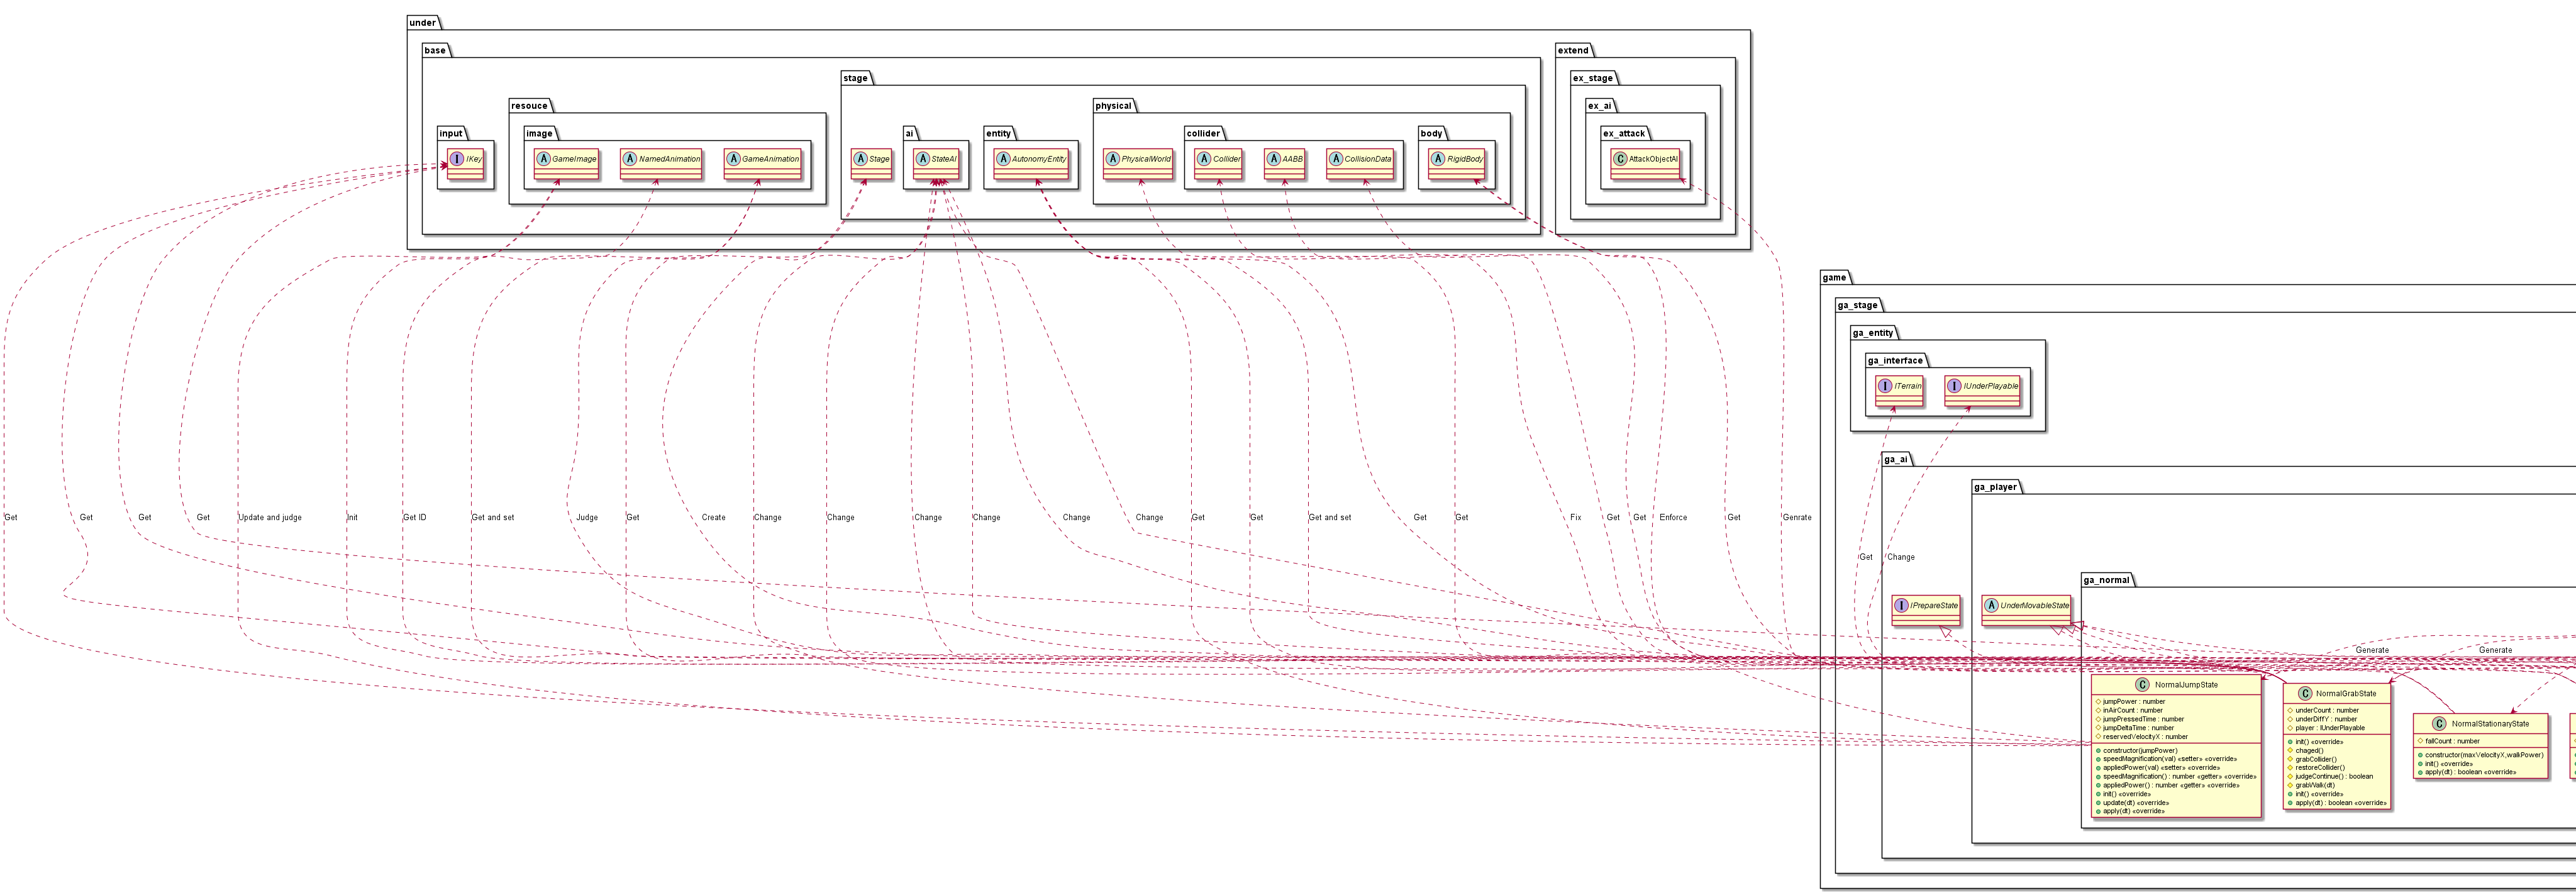 under
base
extend
stage
ex_stage
resouce
physical
ex_ai
input
image
ai
entity
collider
body
ex_attack
IKey
GameImage
NamedAnimation
GameAnimation
Stage
StateAI
AutonomyEntity
PhysicalWorld
Collider
AABB
CollisionData
RigidBody
AttackObjectAI
game
ga_stage
ga_entity
ga_interface
ITerrain
IUnderPlayable
ga_ai
ga_player
Get
Get
Get
Get
Update and judge
Init
Get ID
Get and set
Judge
Get
Create
Change
Change
Change
Change
Change
Change
Get
Get
Get and set
Get
Get
Fix
Get
Get
Enforce
Get
Genrate
Get
Change
ga_normal
IPrepareState
UnderMovableState
Generate
Generate
NormalJumpState
jumpPower : number
inAirCount : number
jumpPressedTime : number
jumpDeltaTime : number
reservedVelocityX : number
constructor(jumpPower)
speedMagnification(val) «setter» «override»
appliedPower(val) «setter» «override»
speedMagnification() : number «getter» «override»
appliedPower() : number «getter» «override»
init() «override»
update(dt) «override»
apply(dt) «override»
NormalGrabState
underCount : number
underDiffY : number
player : IUnderPlayable
init() «override»
chaged()
grabCollider()
restoreCollider()
judgeContinue() : boolean
grabWalk(dt)
init() «override»
apply(dt) : boolean «override»
NormalStationaryState
fallCount : number
constructor(maxVelocityX,walkPower)
init() «override»
apply(dt) : boolean «override»